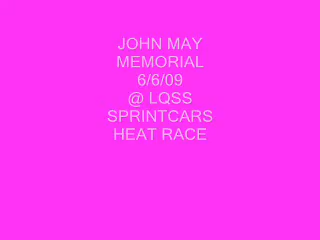 JOHN MAY
MEMORIAL
6/6/09
@ LQSS
SPRINTCARS
HEAT RACE